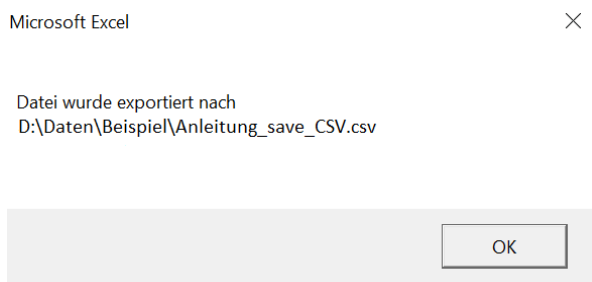 Microsoft Excel
Datei wurde exportiert nach
D:\Daten\Beispiel\Anleitung_save_CSV.csv
OK